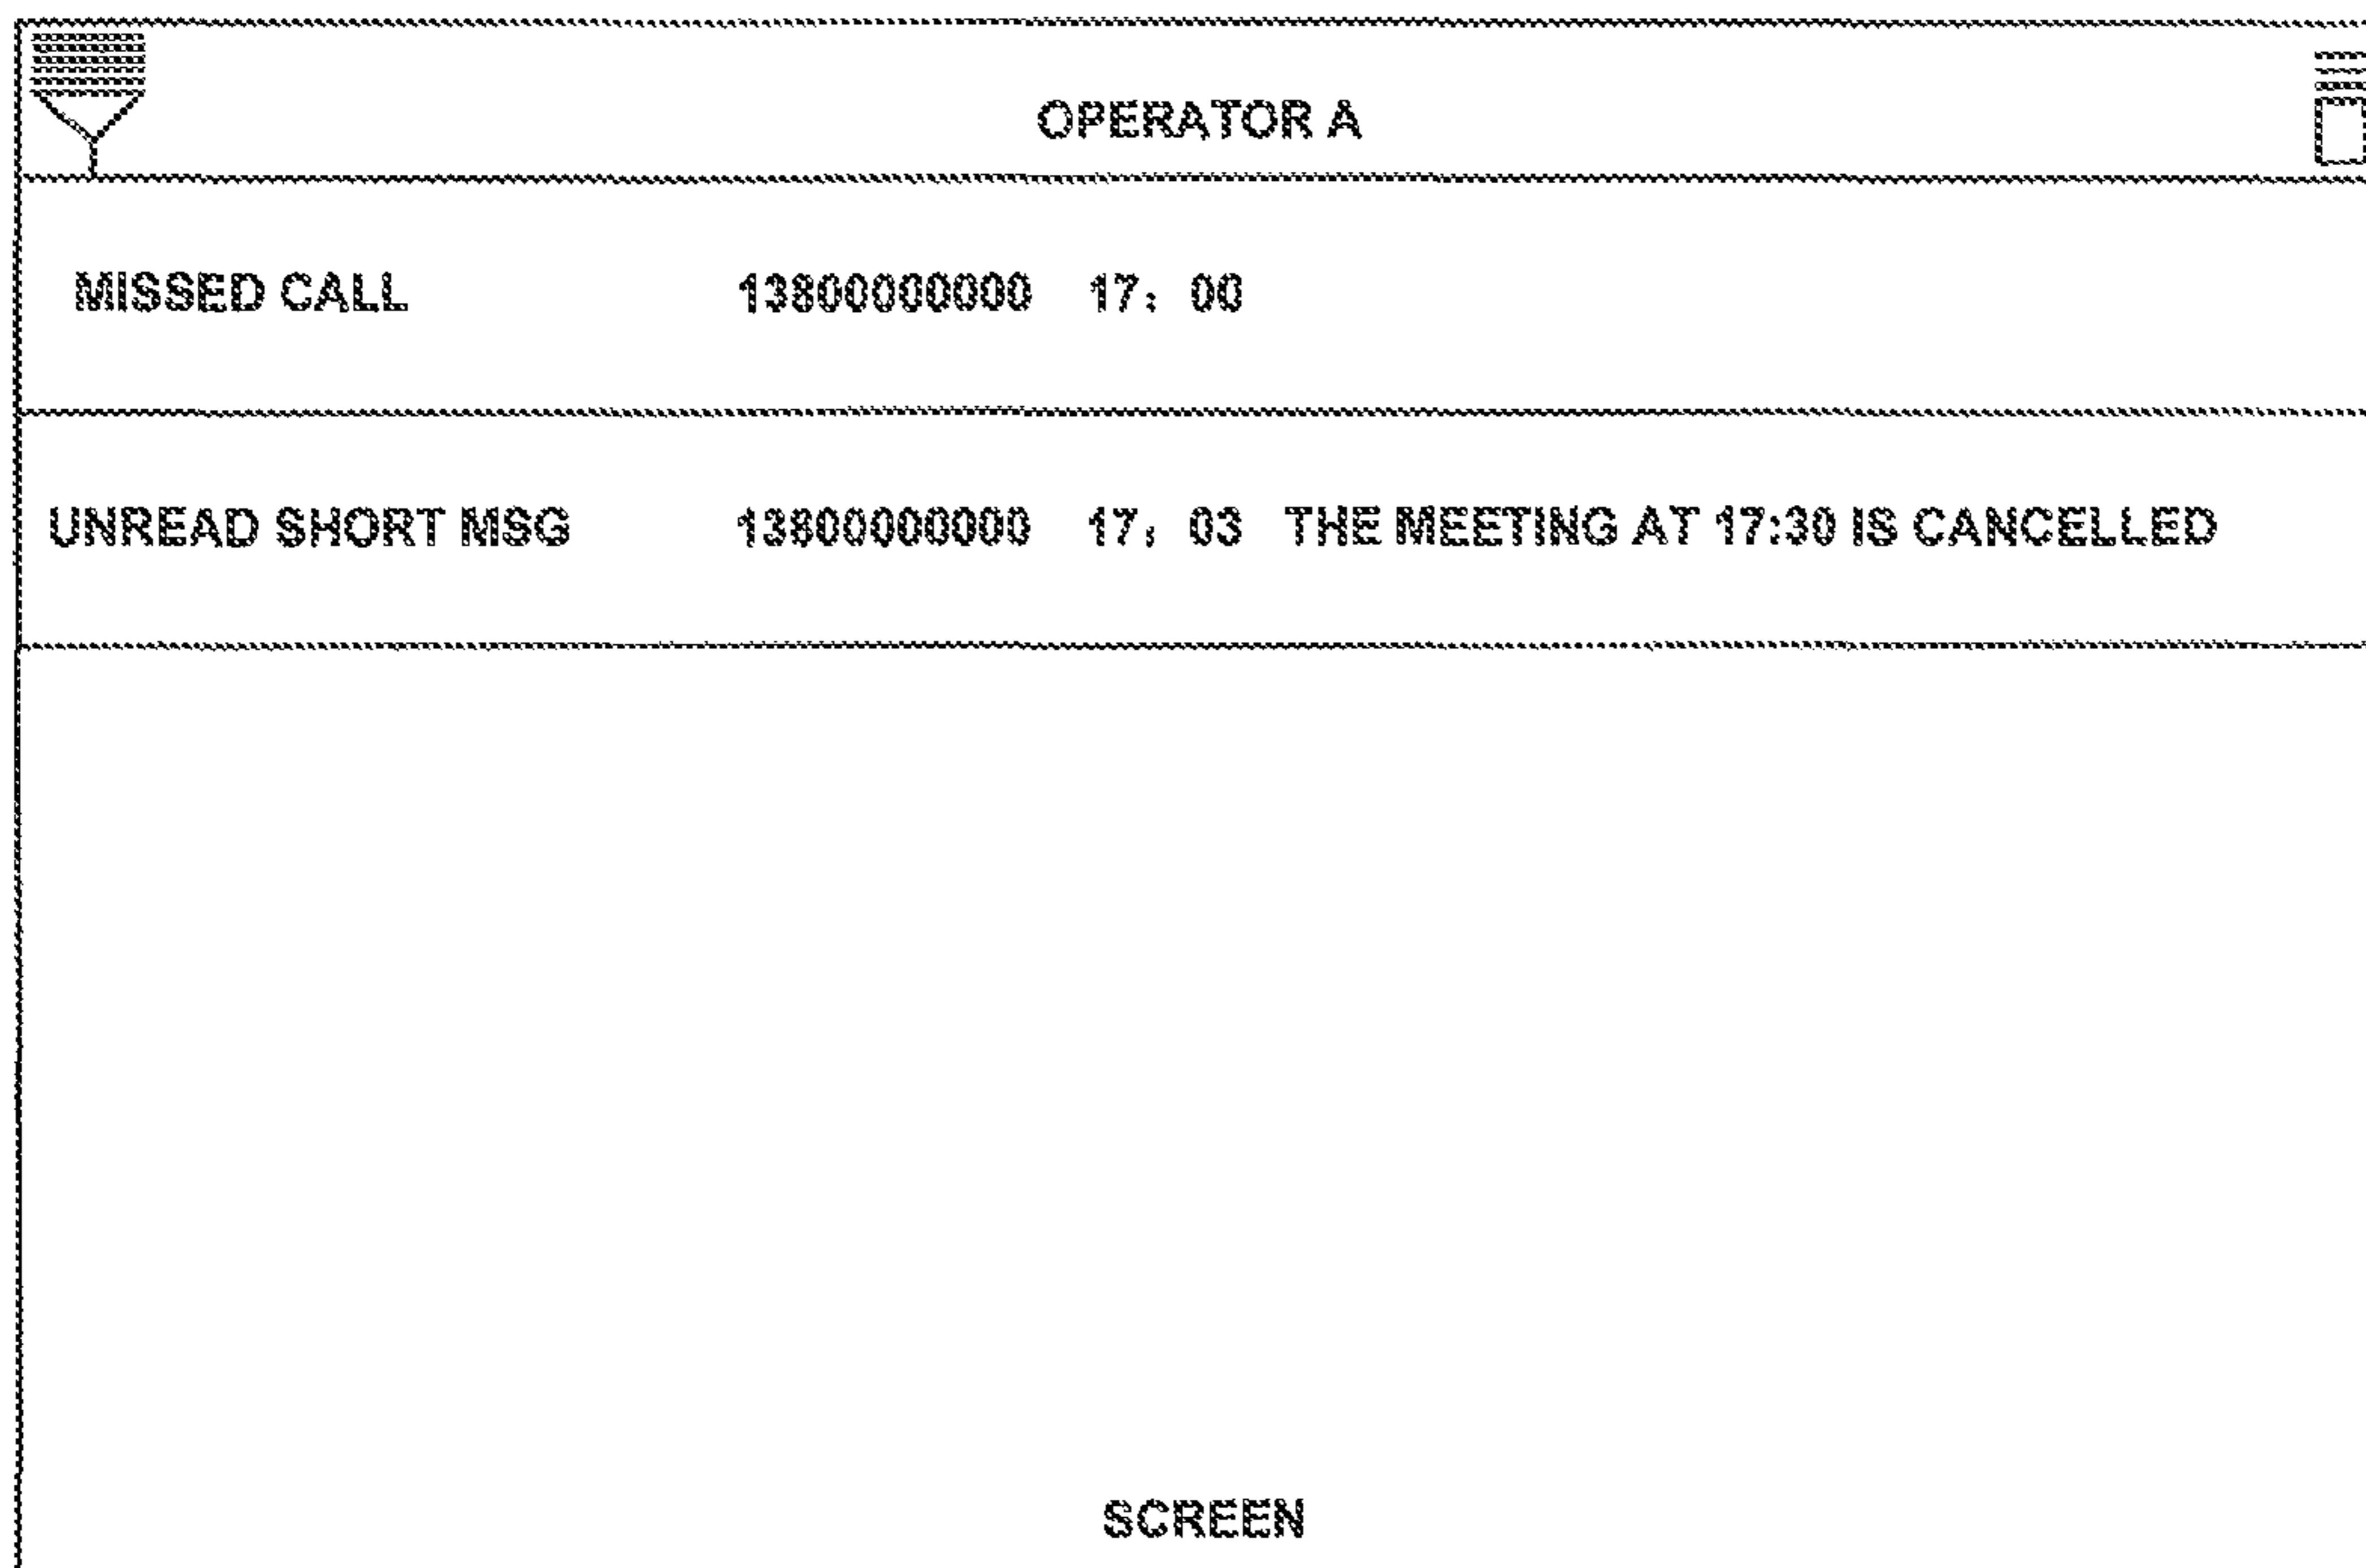 OPERATOR A
MISSED CALL 13800000000 17: 00
UNREAD SHORT MSG 13800000000 17: 03 THE MEETING AT 17:30 IS CANCELLED
SCREEN